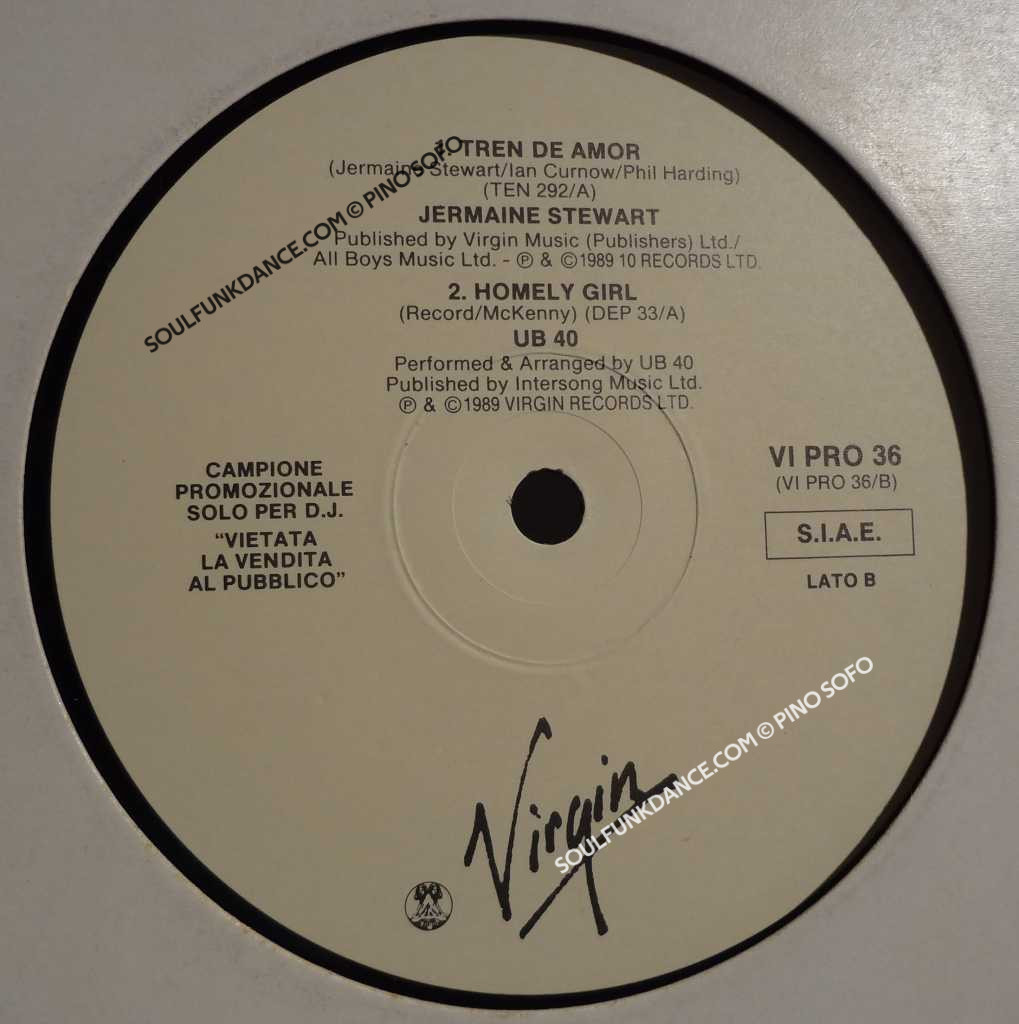 1. TREN DE AMOR
(Jermaine Stewart/Ian Curnow/Phil Harding)
(TEN 292/A)
JERMAINE STEWART
Published by Virgin Music (Publishers) Ltd./
All Boys Music Ltd. - ℗ & ©1989 10 RECORDS LTD.
2. HOMELY GIRL
(Record/McKenny) (DEP 33/A)
UB 40
Performed & Arranged by UB 40
Published by Intersong Music Ltd.
℗ & ©1989 VIRGIN RECORDS LTD.
CAMPIONE
PROMOZIONALE
SOLO PER D.J.
“VIETATA
LA VENDITA
AL PUBBLICO”
VI PRO 36
(VI PRO 36/B)
S.I.A.E.
LATO B
Virgin
SOULFUNKDANCE.COM © PINO SOFO
SOULFUNKDANCE.COM © PINO SOFO